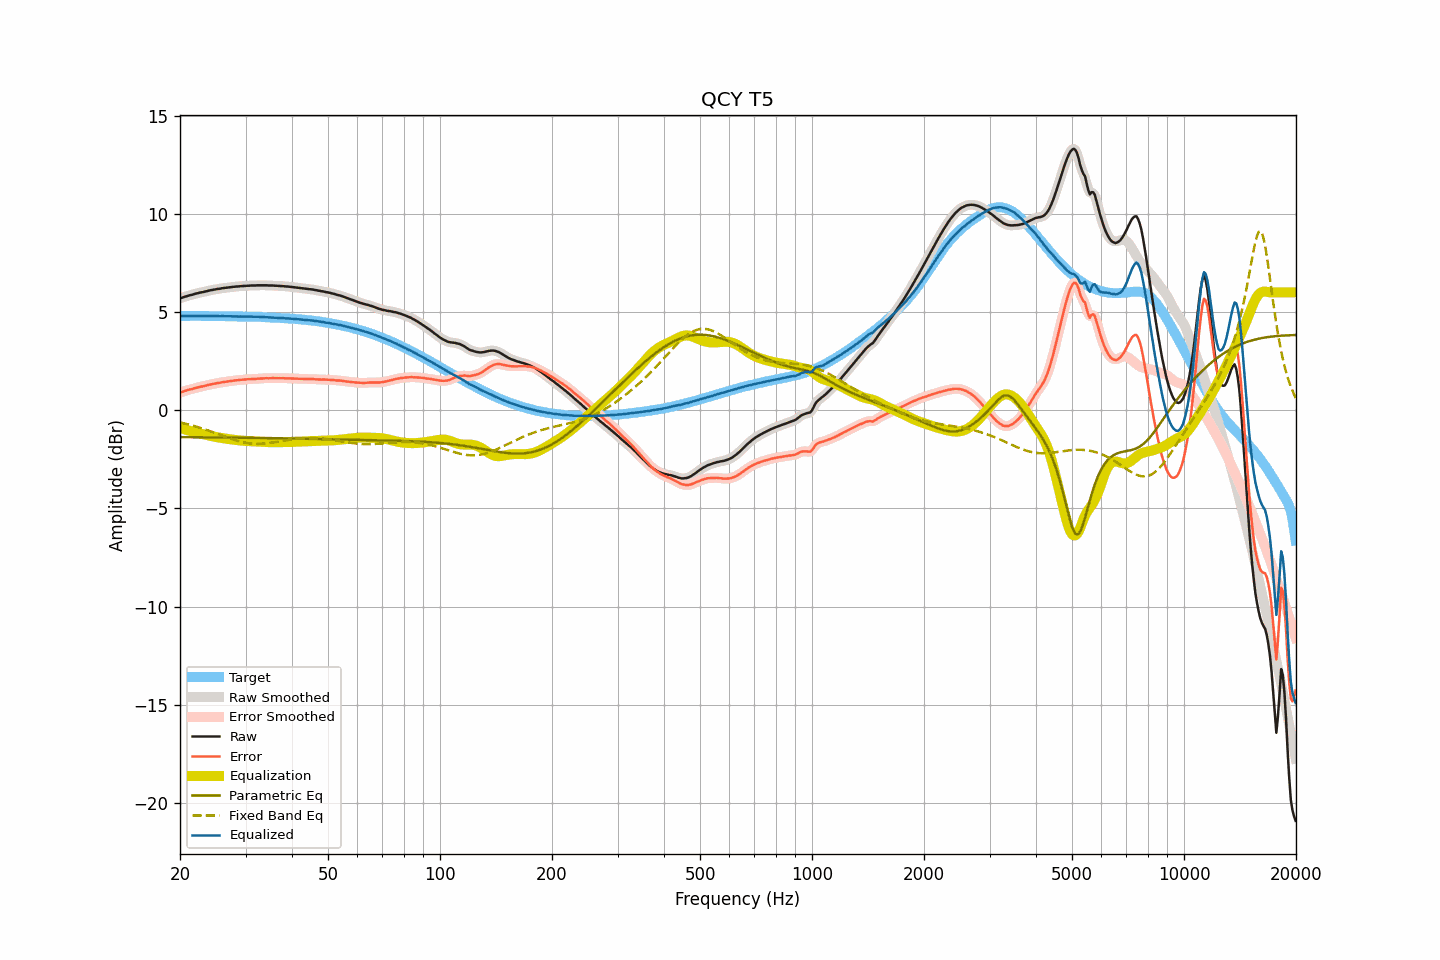 QCY T5
15
10
5
0
−5
−10
−15
−20
Amplitude (dBr)
Target
Raw Smoothed
Error Smoothed
Raw
Error
Equalization
Parametric Eq
Fixed Band Eq
Equalized
20 50 100 200 500 1000 2000 5000 10000 20000
Frequency (Hz)